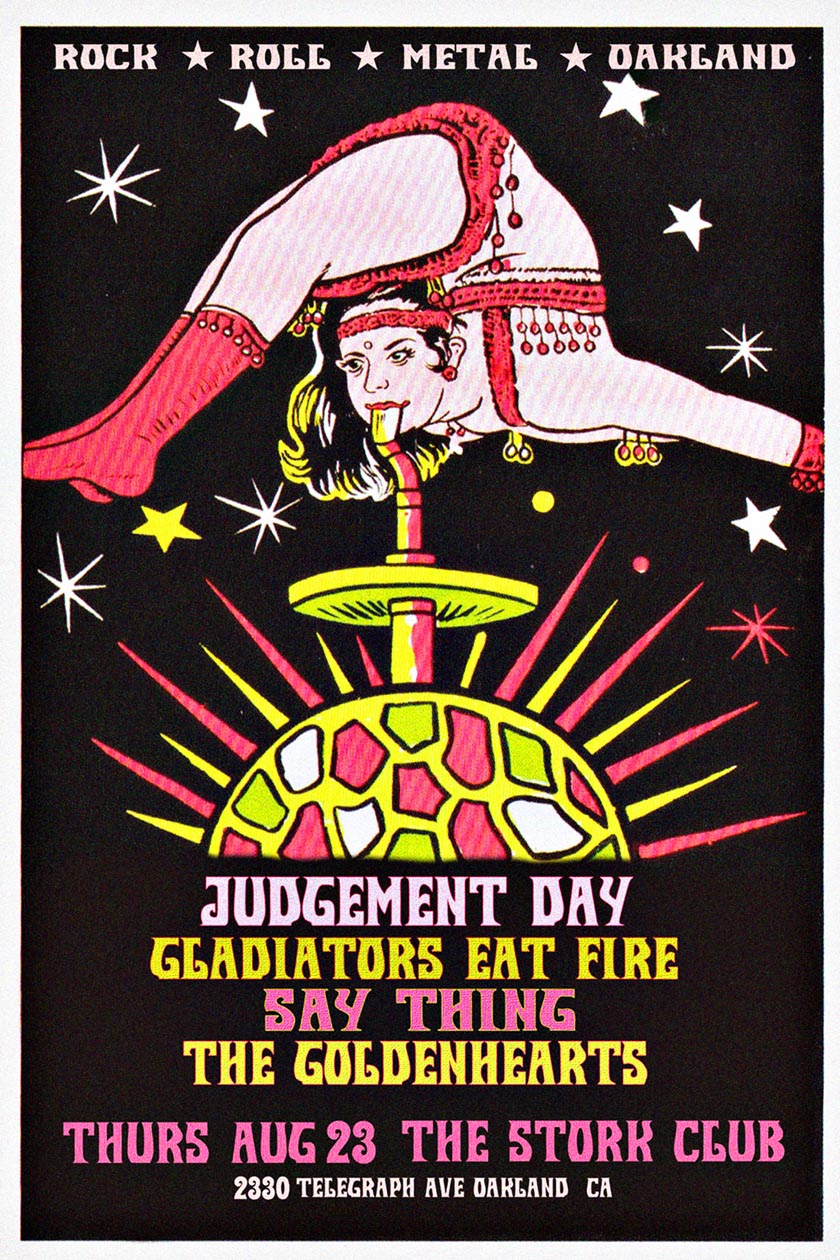 ROCK ★ ROLL ★ METAL ★ OAKLAND
JUDGEMENT DAY
GLADIATORS EAT FIRE
SAY THING
THE GOLDENHEARTS
THURS AUG 23 THE STORK CLUB
2330 TELEGRAPH AVE OAKLAND CA